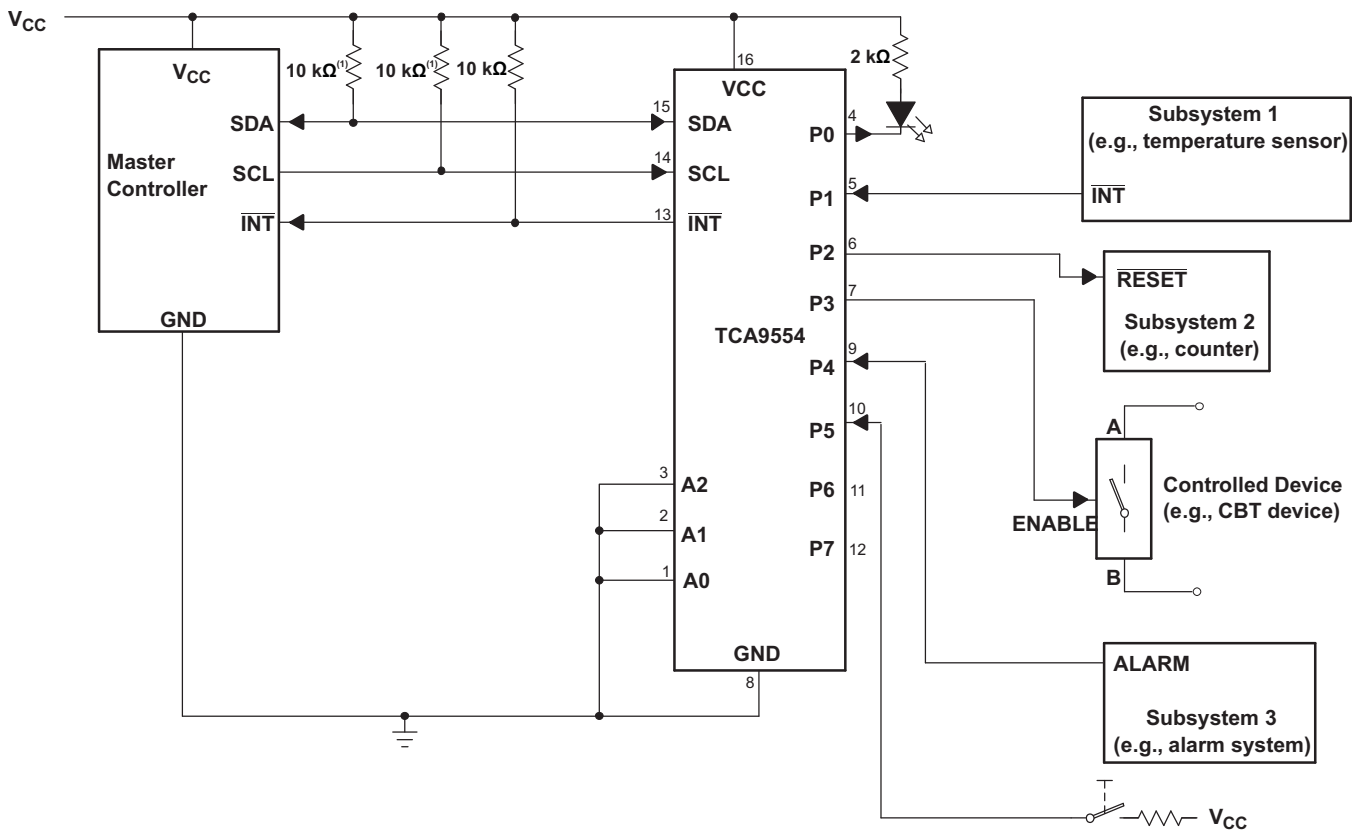 V_CC
V_CC
10 kΩ(1)
10 kΩ(1)
10 kΩ
2 kΩ
Master
Controller
SDA
SCL
INT
GND
16
VCC
15
SDA
14
SCL
13
INT
3
A2
2
A1
1
A0
TCA9554
GND
8
P0
4
P1
5
P2
6
P3
7
P4
9
P5
10
P6
11
P7
12
Subsystem 1
(e.g., temperature sensor)
INT
RESET
Subsystem 2
(e.g., counter)
A
ENABLE
B
Controlled Device
(e.g., CBT device)
ALARM
Subsystem 3
(e.g., alarm system)
V_CC